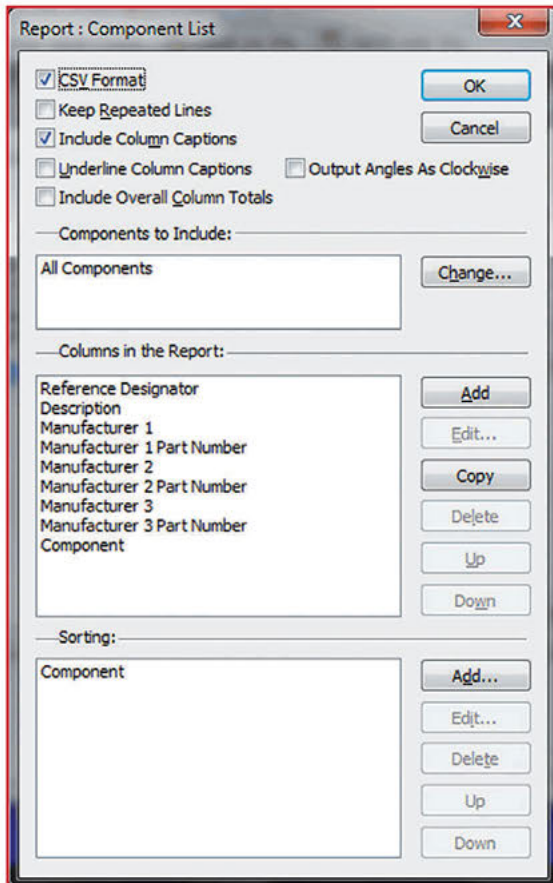 Report : Component List
CSV Format
OK
Keep Repeated Lines
Include Column Captions
Cancel
Underline Column Captions
Output Angles As Clockwise
Include Overall Column Totals
Components to Include:
All Components
Change...
Columns in the Report:
Reference Designator
Description
Manufacturer 1
Manufacturer 1 Part Number
Manufacturer 2
Manufacturer 2 Part Number
Manufacturer 3
Manufacturer 3 Part Number
Component
Add
Edit...
Copy
Delete
Up
Down
Sorting:
Component
Add...
Edit...
Delete
Up
Down